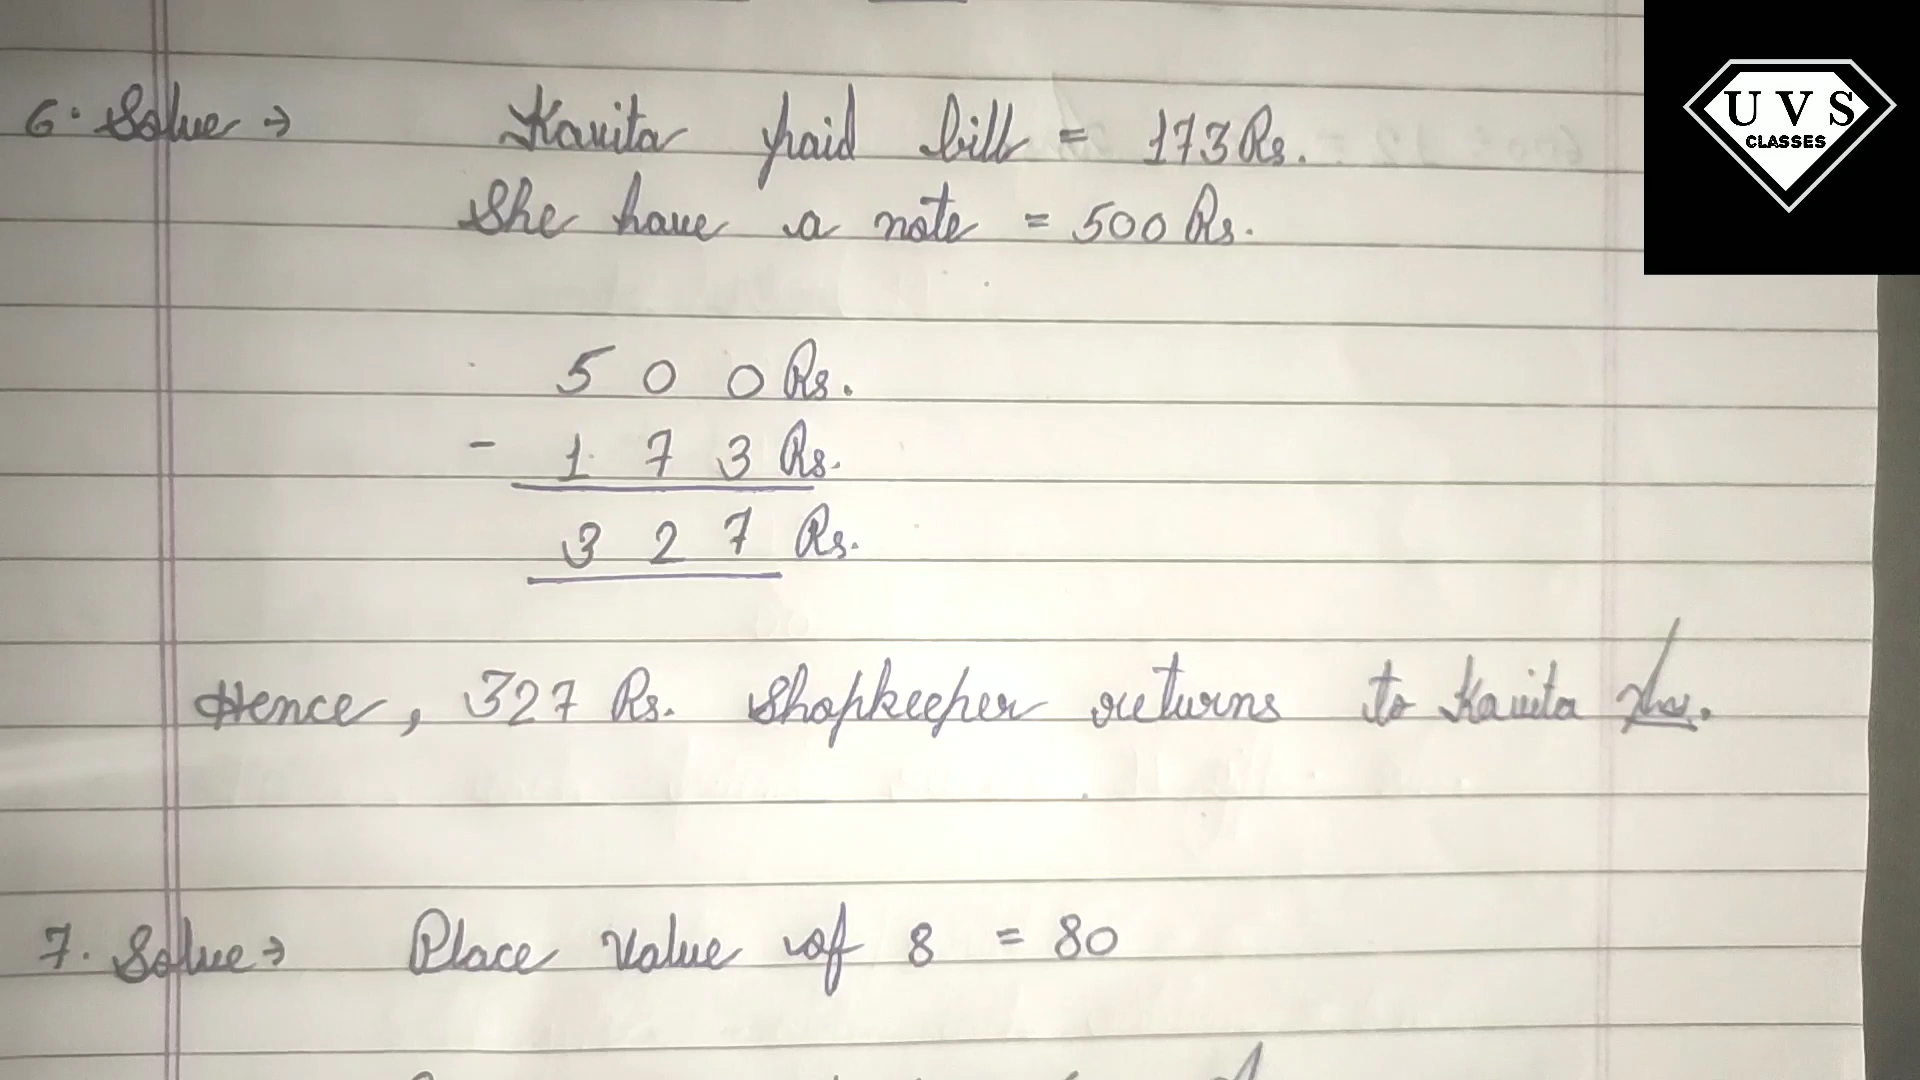 UVS
CLASSES
6. Solve → Kavita paid bill = 173 Rs.
She have a note = 500 Rs.
5 0 0 Rs.
- 1 7 3 Rs.
3 2 7 Rs.
Hence, 327 Rs. Shopkeeper returns to Kavita
7. Solve → Place value of 8 = 80